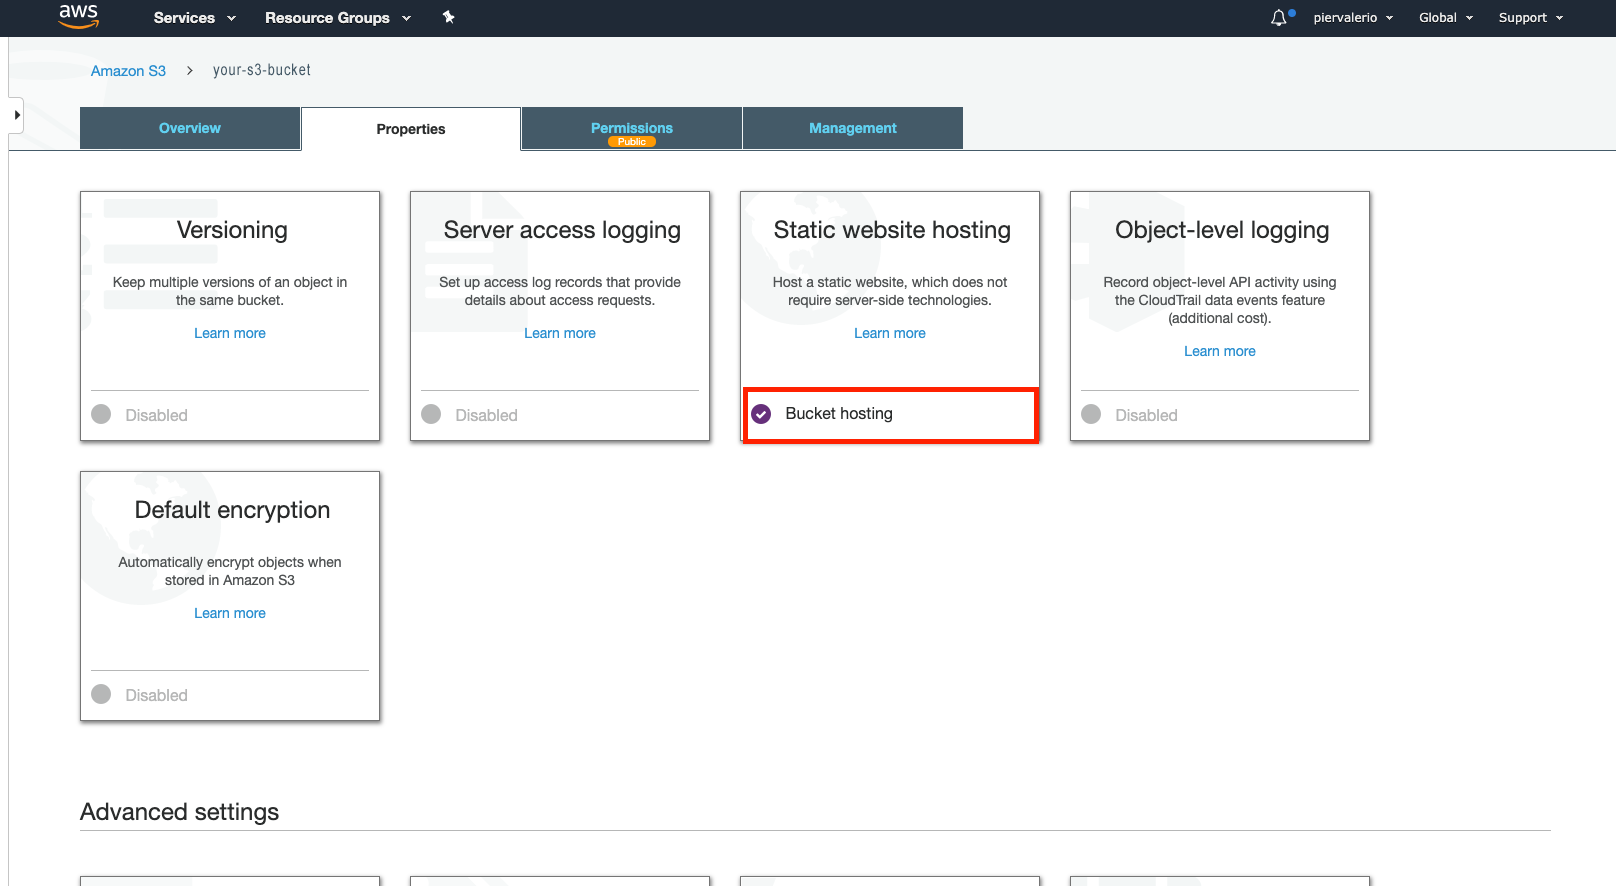 aws Services Resource Groups piervalerio Global Support
Amazon S3 > your-s3-bucket
Overview Properties Permissions Management
Public
Versioning
Keep multiple versions of an object in
the same bucket.
Learn more
Disabled
Server access logging
Set up access log records that provide
details about access requests.
Learn more
Disabled
Static website hosting
Host a static website, which does not
require server-side technologies.
Learn more
Bucket hosting
Object-level logging
Record object-level API activity using
the CloudTrail data events feature
(additional cost).
Learn more
Disabled
Default encryption
Automatically encrypt objects when
stored in Amazon S3
Learn more
Disabled
Advanced settings